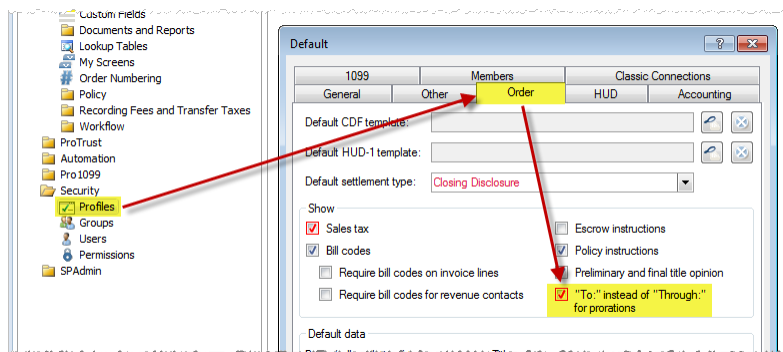 Custom Fields
Documents and Reports
Lookup Tables
My Screens
Order Numbering
Policy
Recording Fees and Transfer Taxes
Workflow
ProTrust
Automation
Pro1099
Security
Profiles
Groups
Users
Permissions
SPAdmin
Default
1099 Members Classic Connections
General Other Order HUD Accounting
Default CDF template:
Default HUD-1 template:
Default settlement type: Closing Disclosure
Show
Sales tax Escrow instructions
Bill codes Policy instructions
Require bill codes on invoice lines Preliminary and final title opinion
Require bill codes for revenue contacts "To:" instead of "Through:"
for prorations
Default data